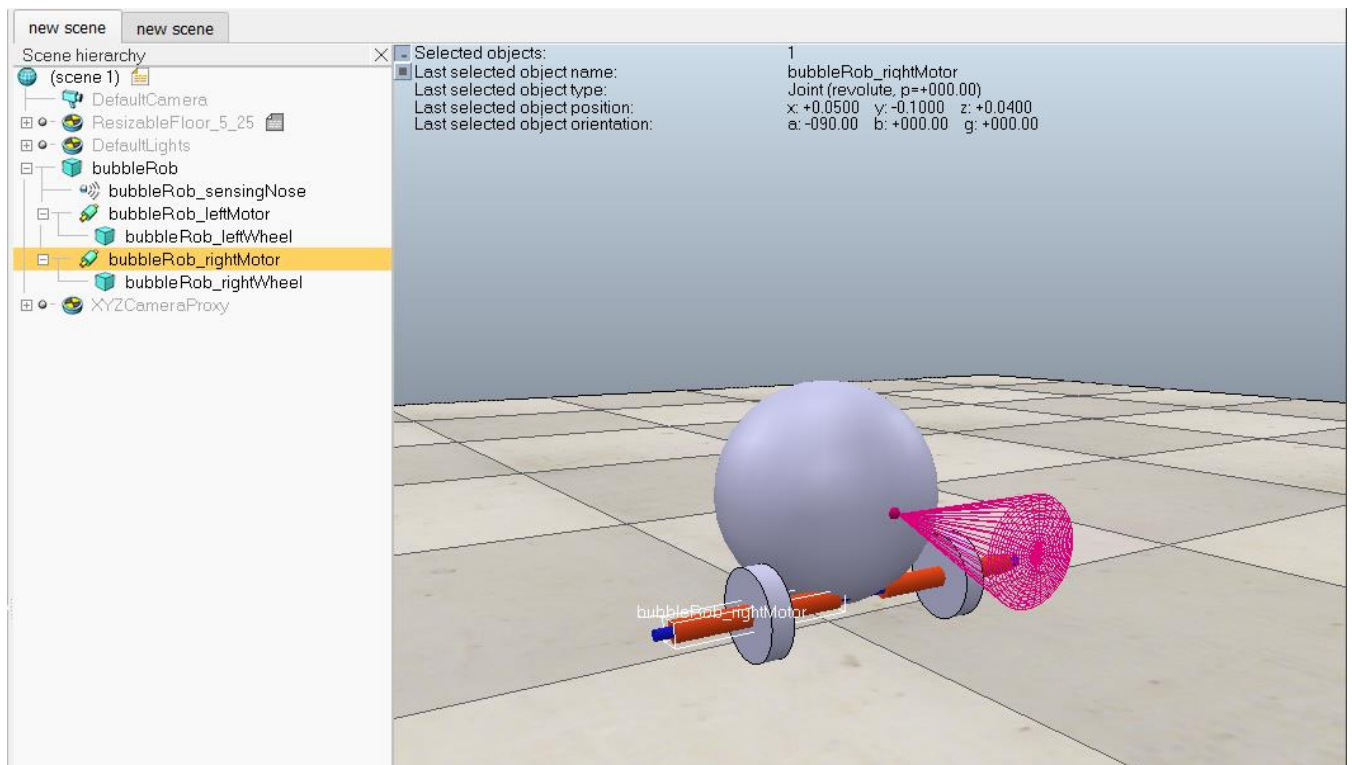 new scene new scene
Scene hierarchy
(scene 1)
DefaultCamera
ResizableFloor_5_25
DefaultLights
bubbleRob
bubbleRob_sensingNose
bubbleRob_leftMotor
bubbleRob_leftWheel
bubbleRob_rightMotor
bubbleRob_rightWheel
XYZCameraProxy
Selected objects: 1
Last selected object name: bubbleRob_rightMotor
Last selected object type: Joint (revolute, p=+000.00)
Last selected object position: x: +0.0500 y: -0.1000 z: +0.0400
Last selected object orientation: a: -090.00 b: +000.00 g: +000.00
bubbleRob_rightMotor